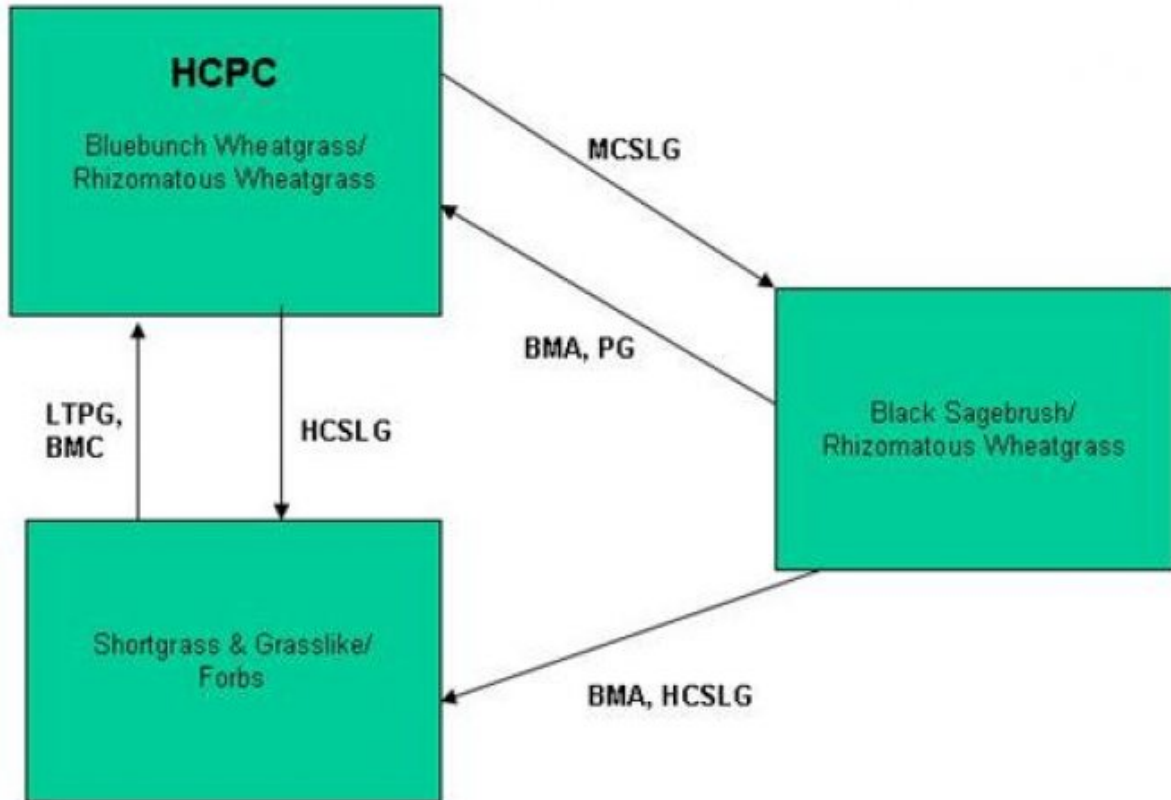 HCPC
Bluebunch Wheatgrass/
Rhizomatous Wheatgrass
MCSLG
BMA, PG
Black Sagebrush/
Rhizomatous Wheatgrass
LTPG,
BMC
HCSLG
Shortgrass & Grasslike/
Forbs
BMA, HCSLG